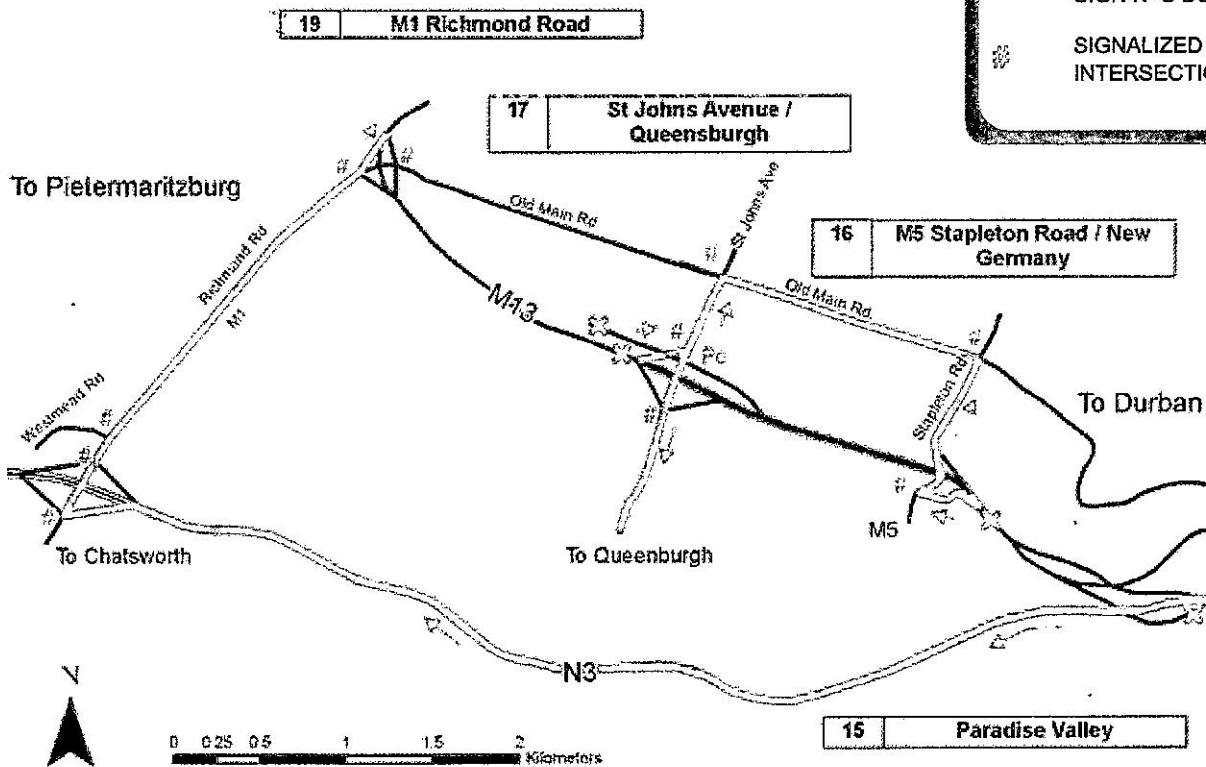 19 M1 Richmond Road
SIGNALIZED
#
17 St Johns Avenue /
Queensburgh
To Pietermaritzburg
#
#
Old Main Rd
St Johns Ave
16 M5 Stapleton Road / New
Germany
Richmond Rd
M1
#
M13
Old Main Rd
#
#
Stapleton Rd
To Durban
Westmead Rd
#
#
#
#
M5
#
To Chatsworth
To Queenburgh
N3
15 Paradise Valley
0 0.25 0.5 1 1.5 2
Kilometers